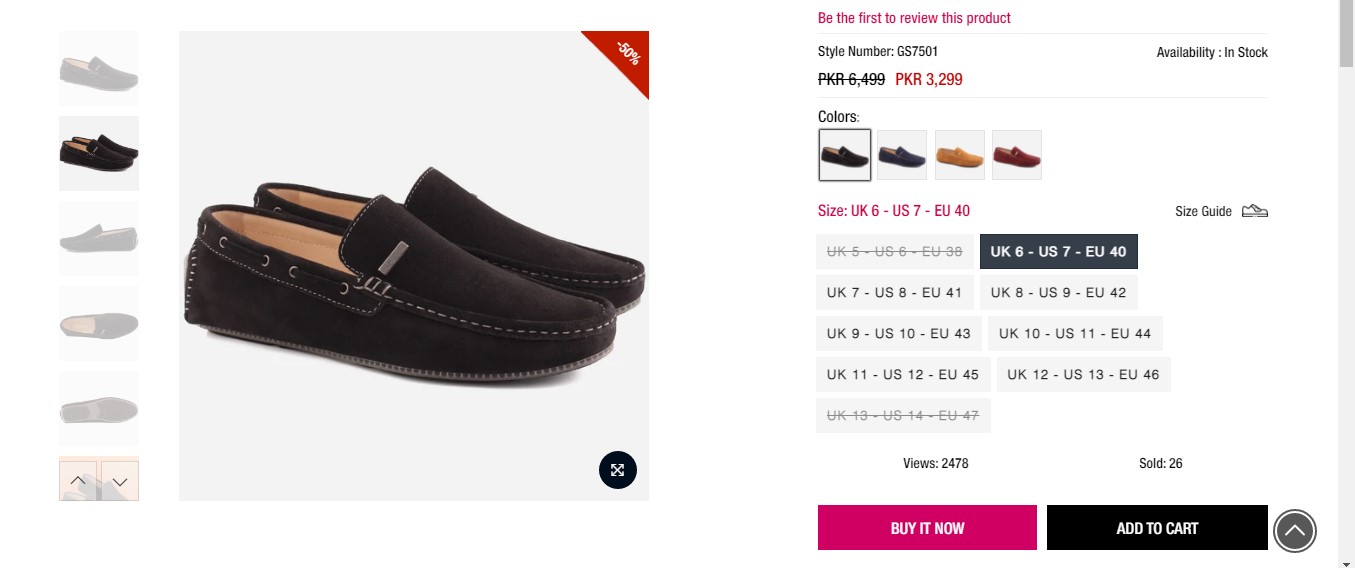 -50%
Be the first to review this product
Style Number: GS7501
Availability : In Stock
PKR 6,499 PKR 3,299
Colors:
Size: UK 6 - US 7 - EU 40
Size Guide
UK 5 - US 6 - EU 38
UK 6 - US 7 - EU 40
UK 7 - US 8 - EU 41
UK 8 - US 9 - EU 42
UK 9 - US 10 - EU 43
UK 10 - US 11 - EU 44
UK 11 - US 12 - EU 45
UK 12 - US 13 - EU 46
UK 13 - US 14 - EU 47
Views: 2478
Sold: 26
BUY IT NOW
ADD TO CART